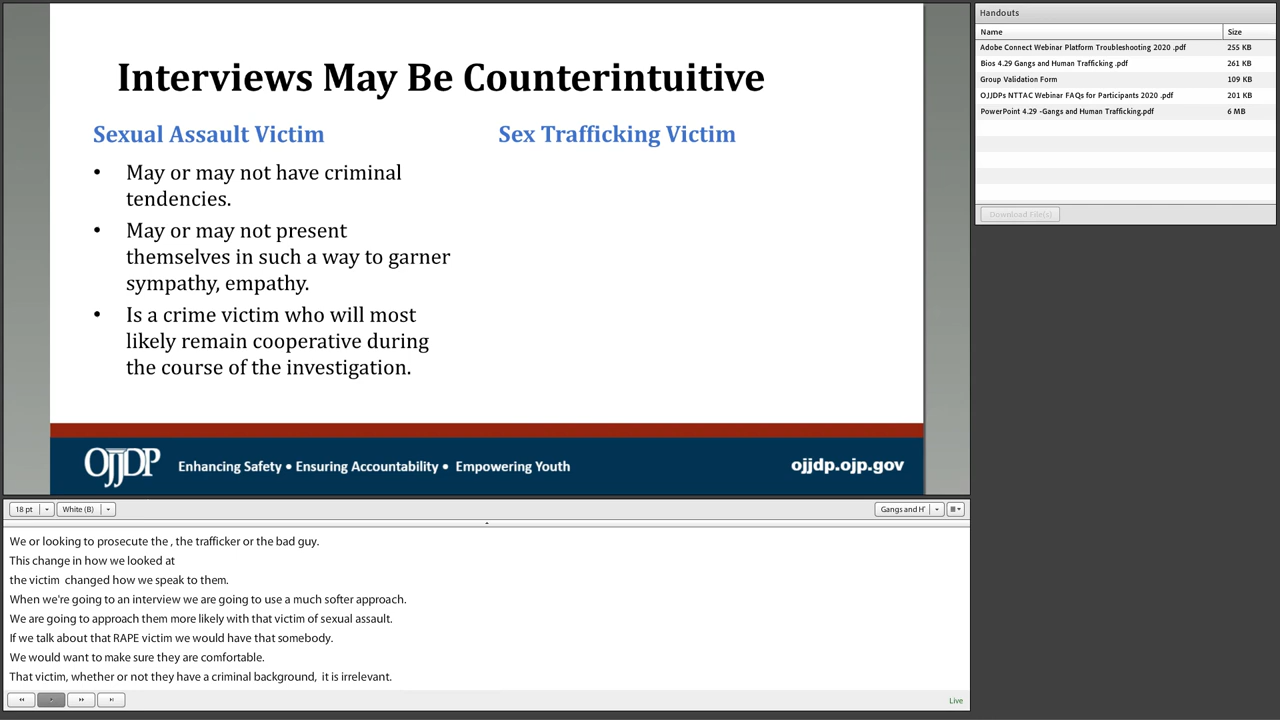 Interviews May Be Counterintuitive
Sexual Assault Victim
• May or may not have criminal
tendencies.
• May or may not present
themselves in such a way to garner
sympathy, empathy.
• Is a crime victim who will most
likely remain cooperative during
the course of the investigation.
Sex Trafficking Victim
OJJDP
Enhancing Safety • Ensuring Accountability • Empowering Youth
ojjdp.ojp.gov
Handouts
Name Size
Adobe Connect Webinar Platform Troubleshooting 2020 .pdf 255 KB
Bios 4.29 Gangs and Human Trafficking .pdf 261 KB
Group Validation Form 109 KB
OJJDPs NTTAC Webinar FAQs for Participants 2020 .pdf 201 KB
PowerPoint 4.29 -Gangs and Human Trafficking.pdf 6 MB
Download File(s)
18 pt White (B) Gangs and H'
We or looking to prosecute the , the trafficker or the bad guy.
This change in how we looked at
the victim  changed how we speak to them.
When we're going to an interview we are going to use a much softer approach.
We are going to approach them more likely with that victim of sexual assault.
If we talk about that RAPE victim we would have that somebody.
We would want to make sure they are comfortable.
That victim, whether or not they have a criminal background,  it is irrelevant.
Live